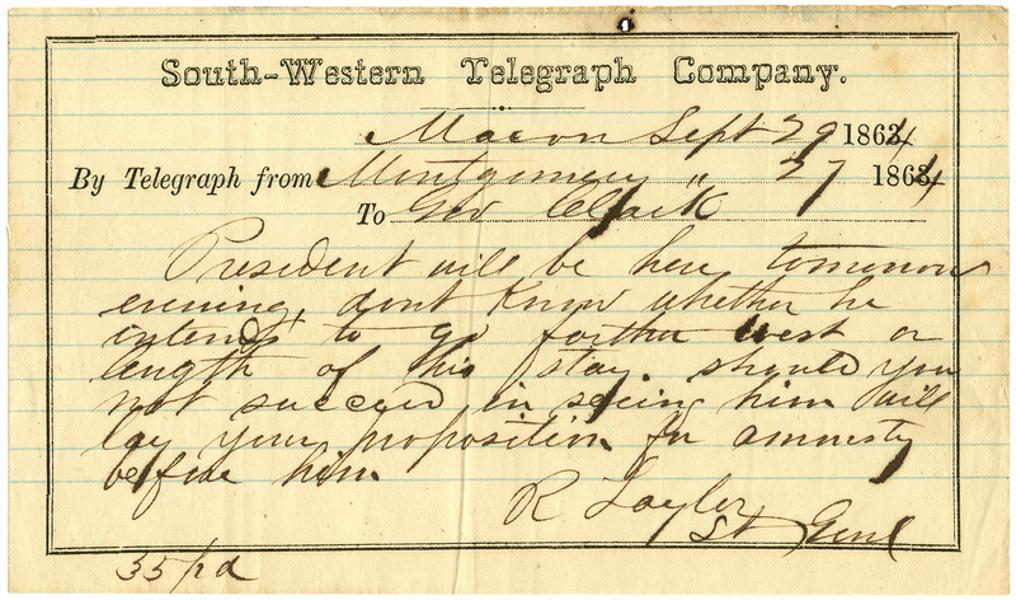 South-Western Telegraph Company.
Macon Sept 29 1864
By Telegraph from Montgomery " 27 1864
To Gov Clark
President will be here tomorrow
evening, dont know whether he
intends to go further west or
length of his stay. should you
not succeed in seeing him will
lay your proposition for amnesty
before him
R Taylor
Lt Genl
35 pd